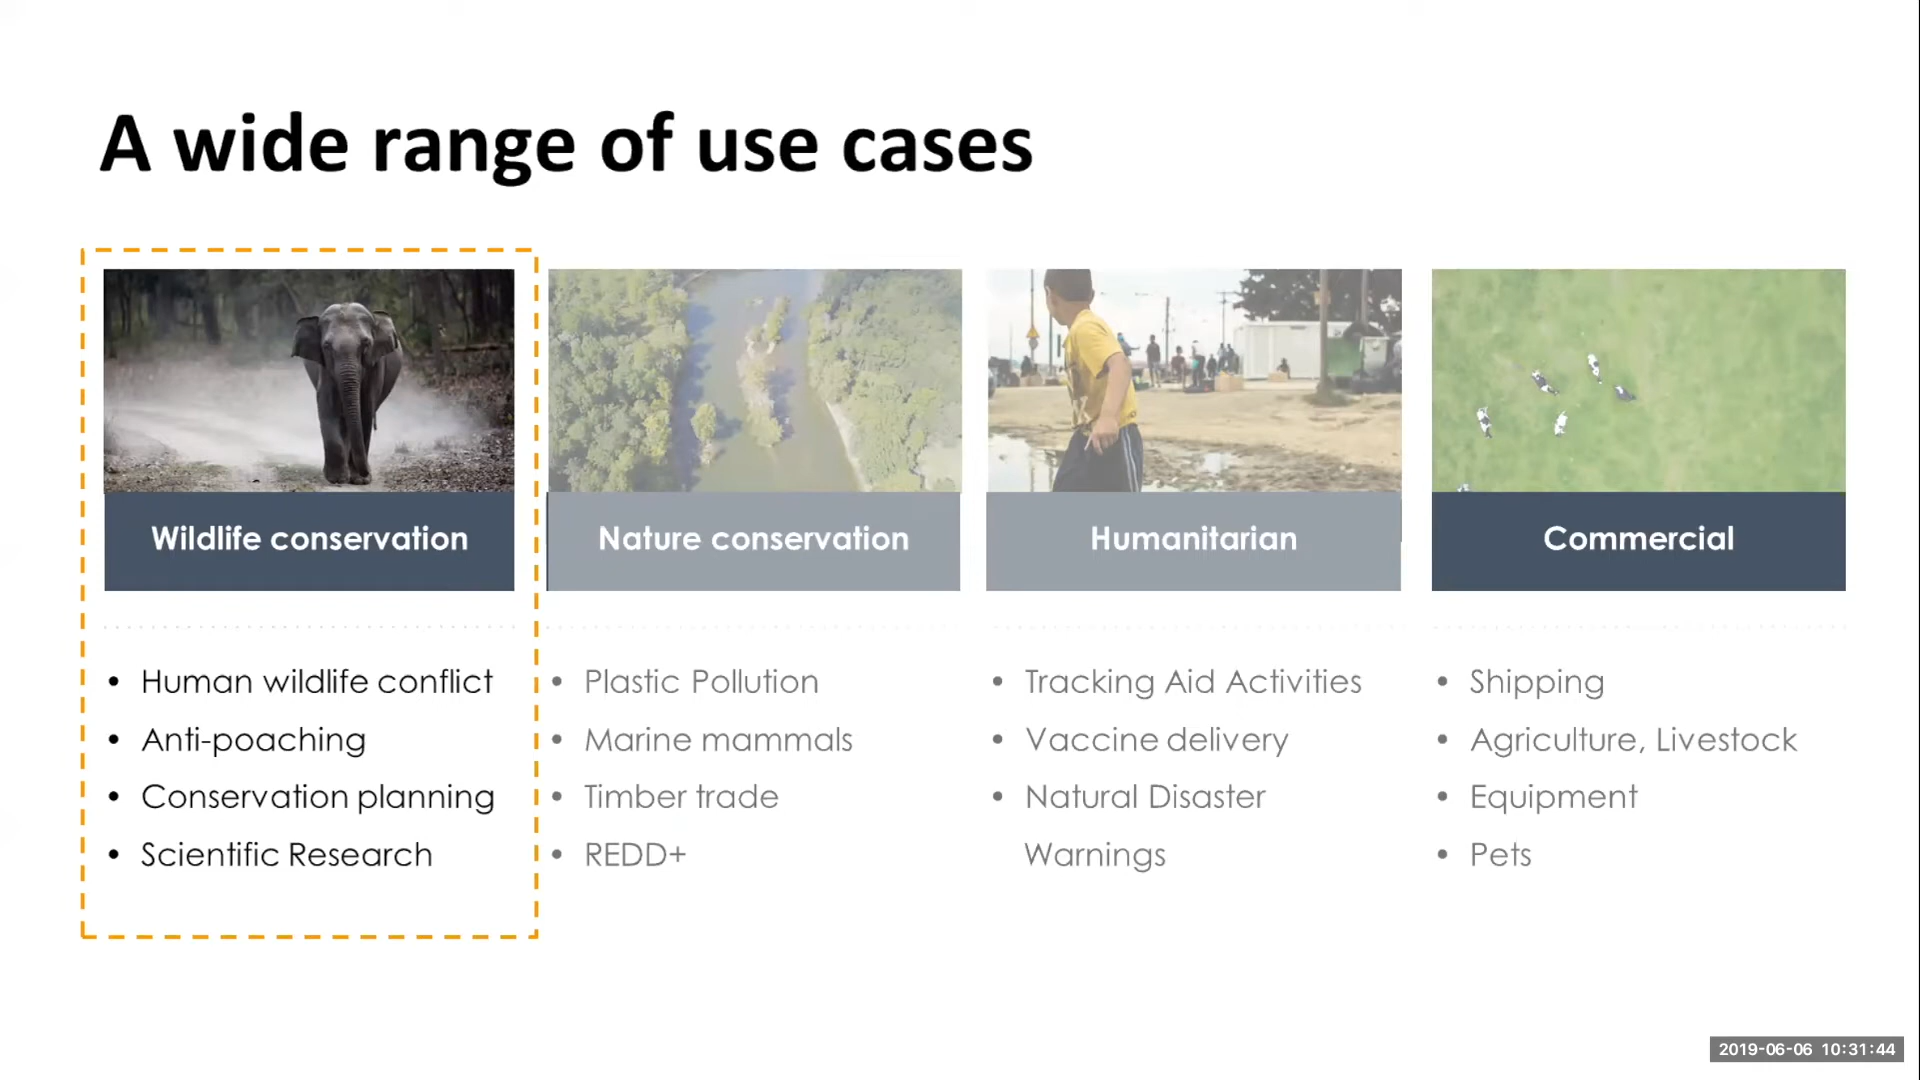 A wide range of use cases
Wildlife conservation
• Human wildlife conflict
• Anti-poaching
• Conservation planning
• Scientific Research
Nature conservation
• Plastic Pollution
• Marine mammals
• Timber trade
• REDD+
Humanitarian
• Tracking Aid Activities
• Vaccine delivery
• Natural Disaster
Warnings
Commercial
• Shipping
• Agriculture, Livestock
• Equipment
• Pets
2019-06-06 10:31:44